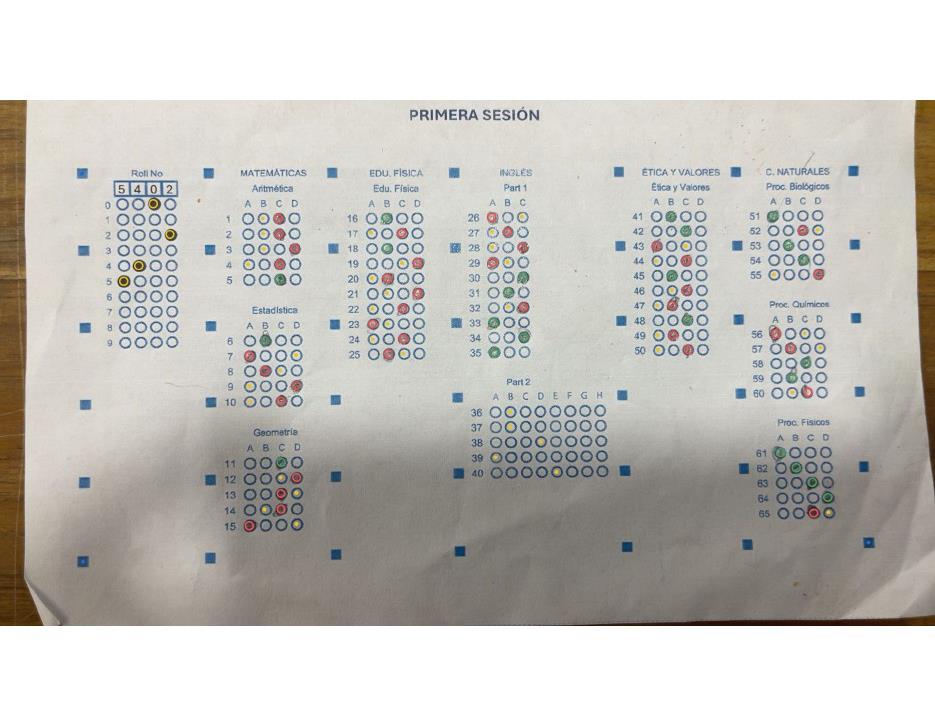 PRIMERA SESIÓN
Roll No
5 4 0 2
0
1
2
3
4
5
6
7
8
9
MATEMÁTICAS
Aritmética
A B C D
1
2
3
4
5
Estadística
A B C D
6
7
8
9
10
Geometría
A B C D
11
12
13
14
15
EDU. FÍSICA
Edu. Física
A B C D
16
17
18
19
20
21
22
23
24
25
INGLÉS
Part 1
A B C
26
27
28
29
30
31
32
33
34
35
Part 2
A B C D E F G H
36
37
38
39
40
ÉTICA Y VALORES
Ética y Valores
A B C D
41
42
43
44
45
46
47
48
49
50
C. NATURALES
Proc. Biológicos
A B C D
51
52
53
54
55
Proc. Químicos
A B C D
56
57
58
59
60
Proc. Físicos
A B C D
61
62
63
64
65